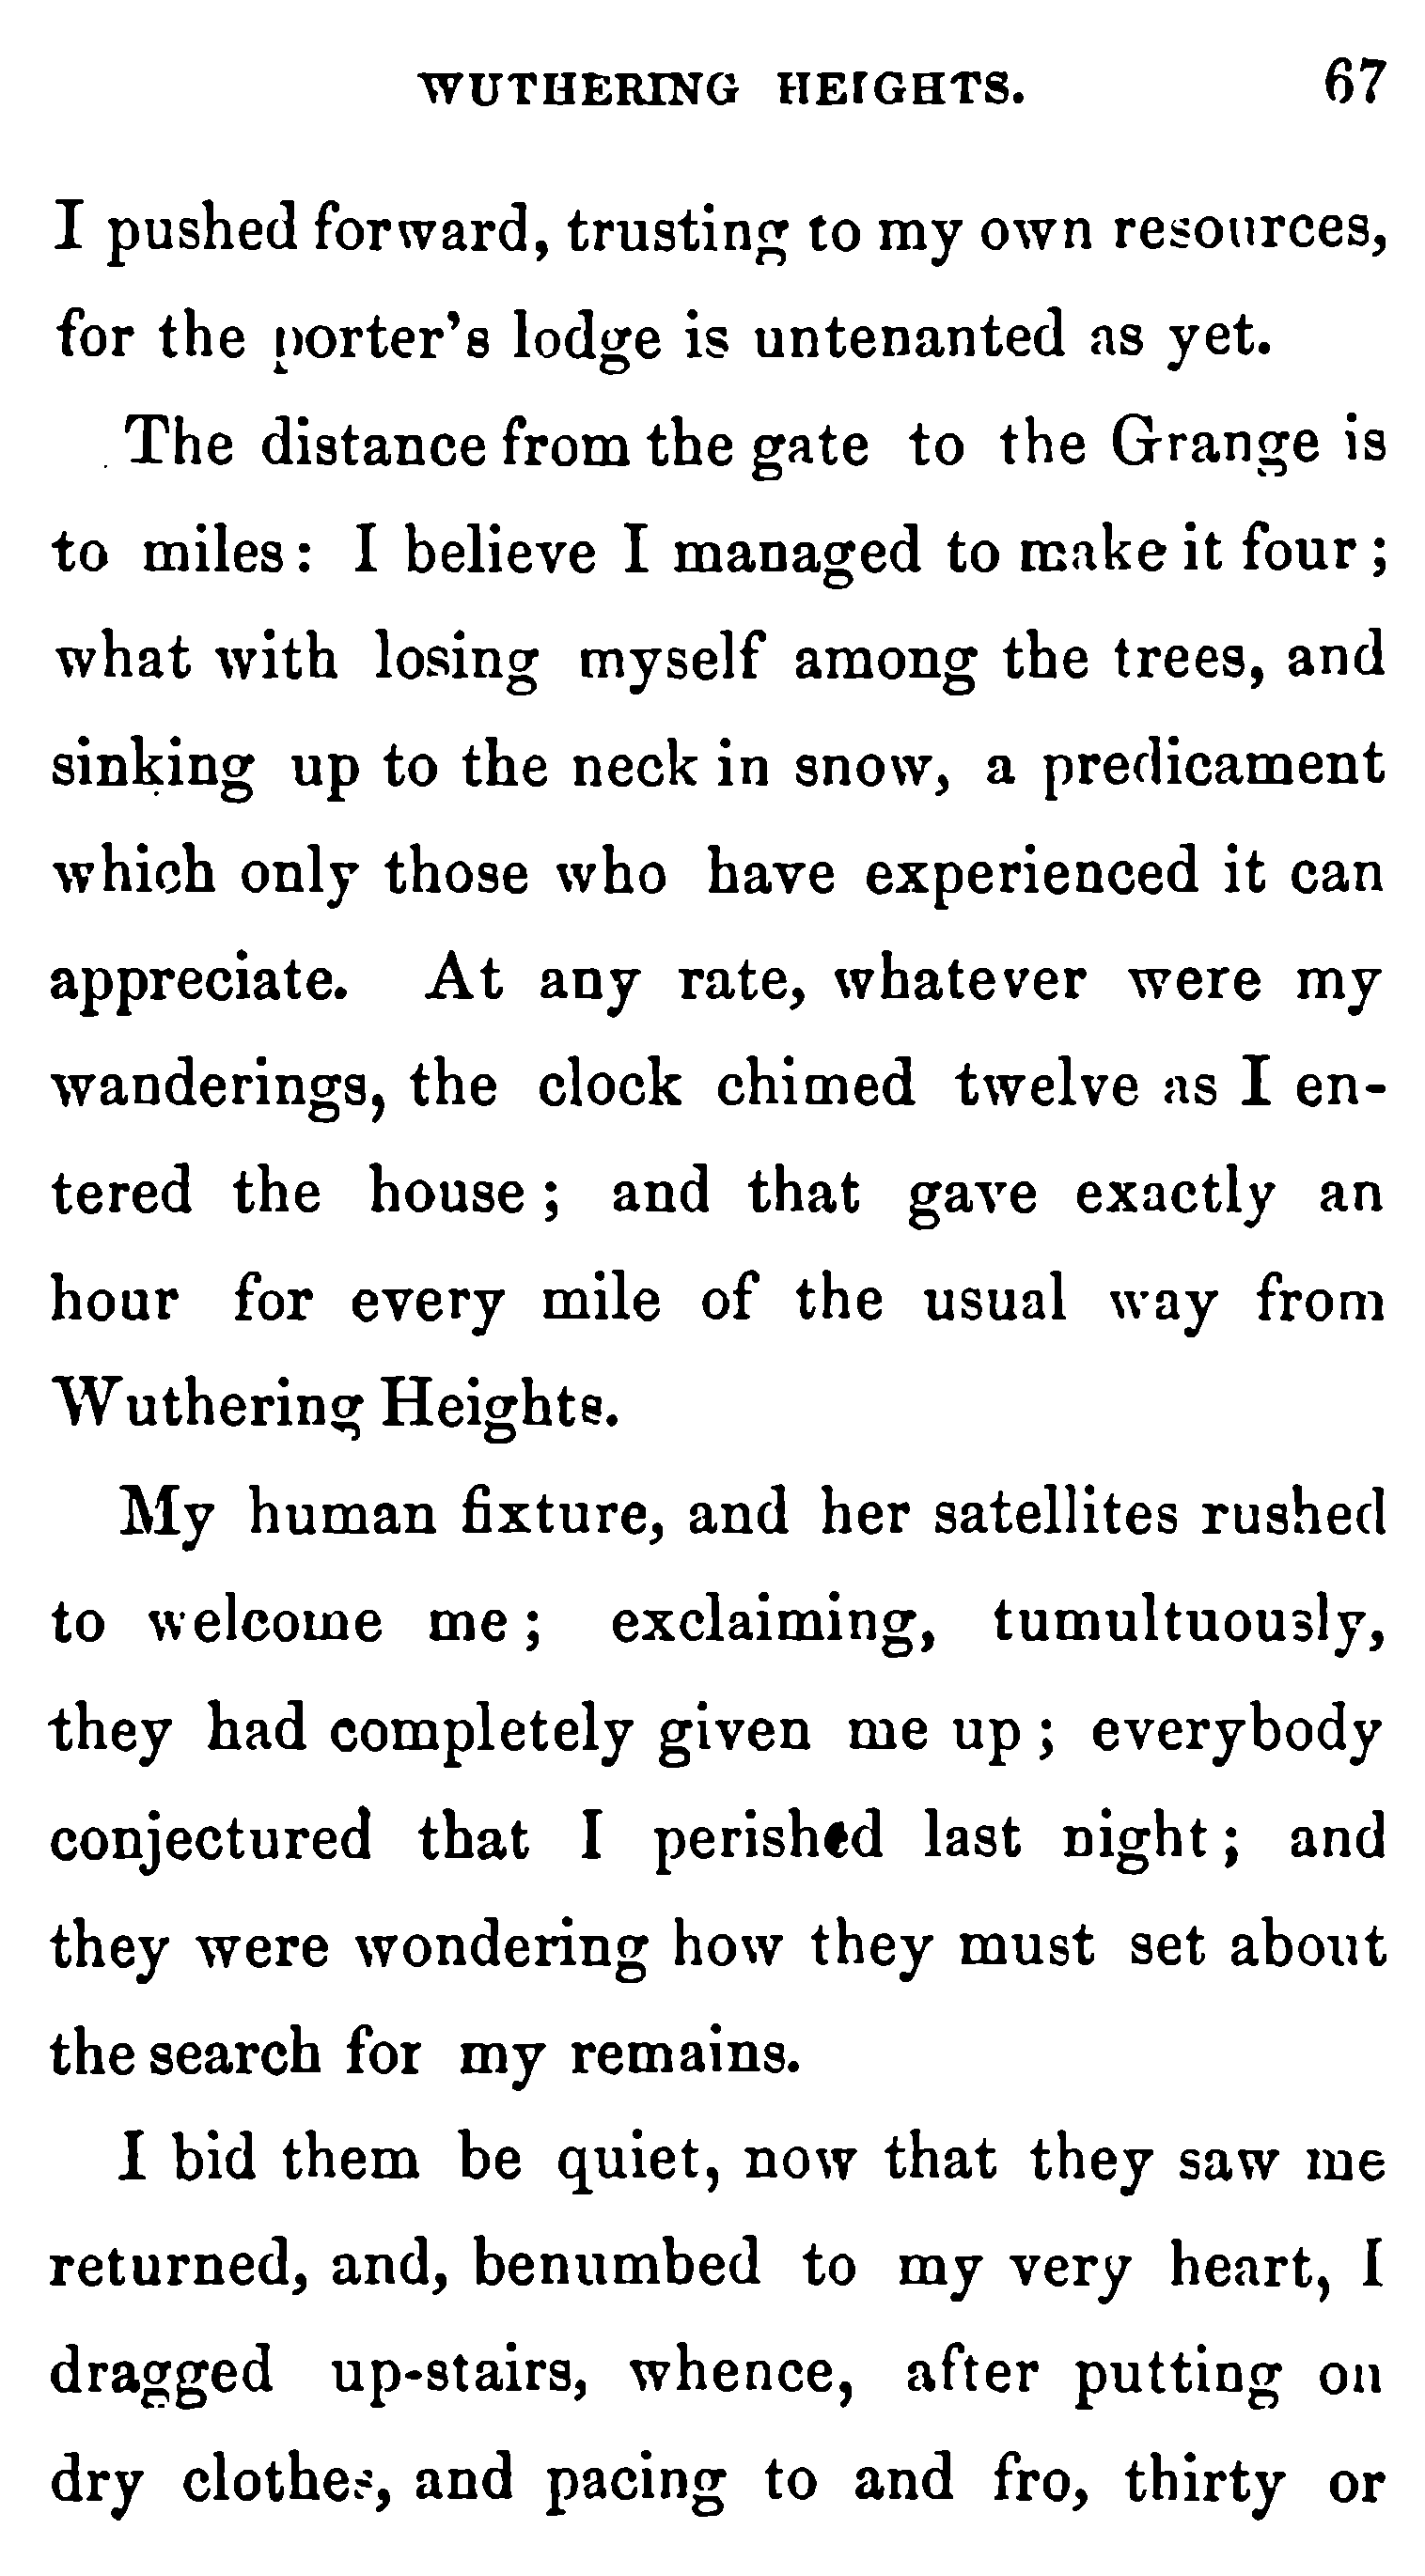 WUTHERING HEIGHTS. 67
I pushed forward, trusting to my own resources,
for the porter's lodge is untenanted as yet.
The distance from the gate to the Grange is
to miles: I believe I managed to make it four;
what with losing myself among the trees, and
sinking up to the neck in snow, a predicament
which only those who have experienced it can
appreciate. At any rate, whatever were my
wanderings, the clock chimed twelve as I en-
tered the house; and that gave exactly an
hour for every mile of the usual way from
Wuthering Heights.
My human fixture, and her satellites rushed
to welcome me; exclaiming, tumultuously,
they had completely given me up; everybody
conjectured that I perished last night; and
they were wondering how they must set about
the search for my remains.
I bid them be quiet, now that they saw me
returned, and, benumbed to my very heart, I
dragged up-stairs, whence, after putting on
dry clothes, and pacing to and fro, thirty or